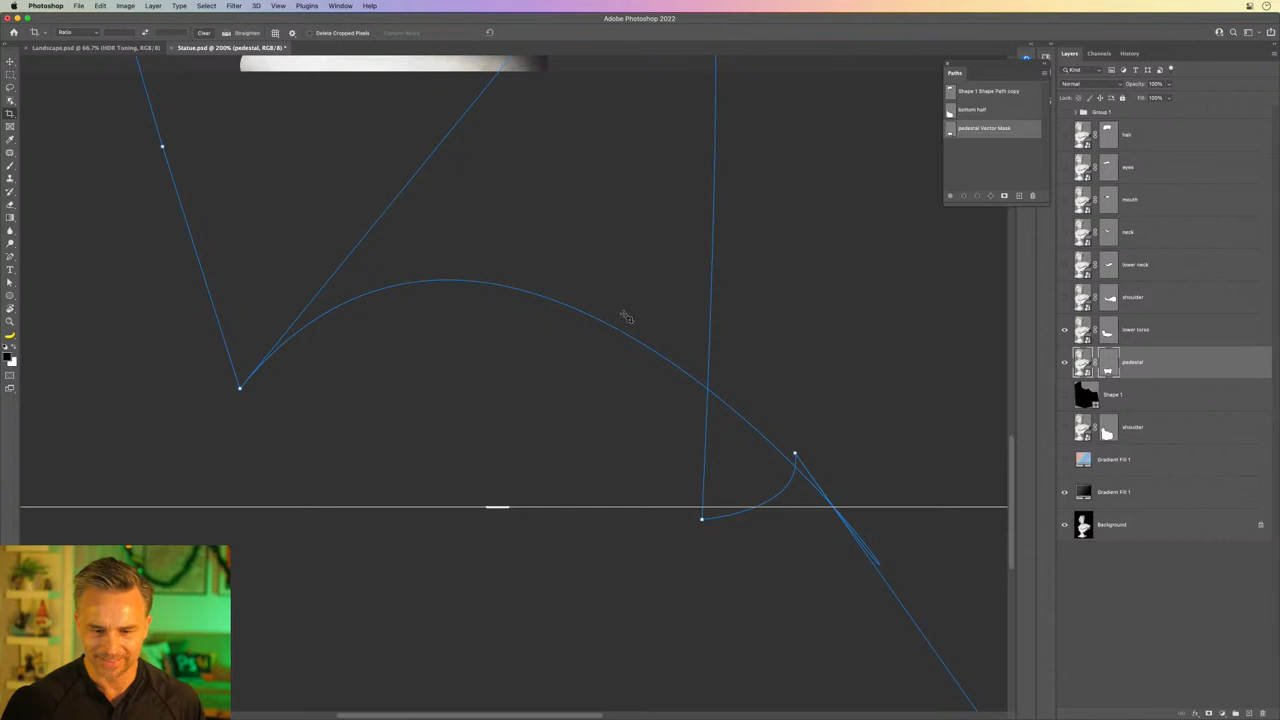 Photoshop File Edit Image Layer Type Select Filter 3D View Plugins Window Help
Adobe Photoshop 2022
Ratio Clear Straighten Delete Cropped Pixels Content-Aware
Landscape.psd @ 66.7% (HDR Toning, RGB/8) Statue.psd @ 200% (pedestal, RGB/8) *
Layers Channels History
Paths
Kind
Normal Opacity: 100%
Lock: Fill: 100%
Shape 1 Shape Path copy
bottom half
pedestal Vector Mask
Group 1
hair
eyes
mouth
neck
lower neck
shoulder
lower torso
pedestal
Shape 1
shoulder
Gradient Fill 1
Gradient Fill 1
Background